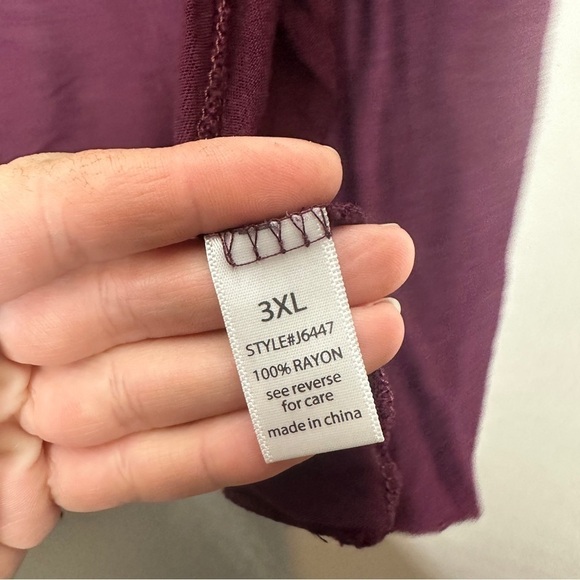 3XL
STYLE#J6447
100% RAYON
see reverse
for care
made in china